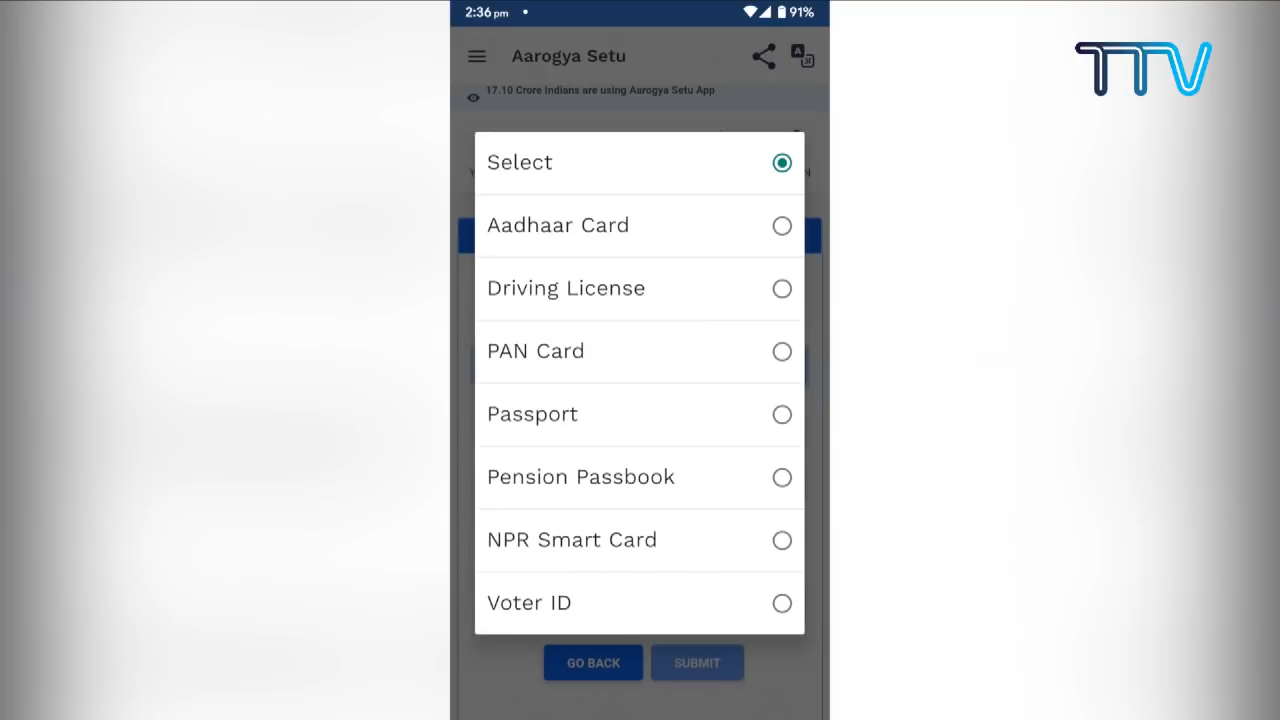 2:36 pm
91%
TTV
Aarogya Setu
17.10 Crore Indians are using Aarogya Setu App
Select
Aadhaar Card
Driving License
PAN Card
Passport
Pension Passbook
NPR Smart Card
Voter ID
GO BACK
SUBMIT